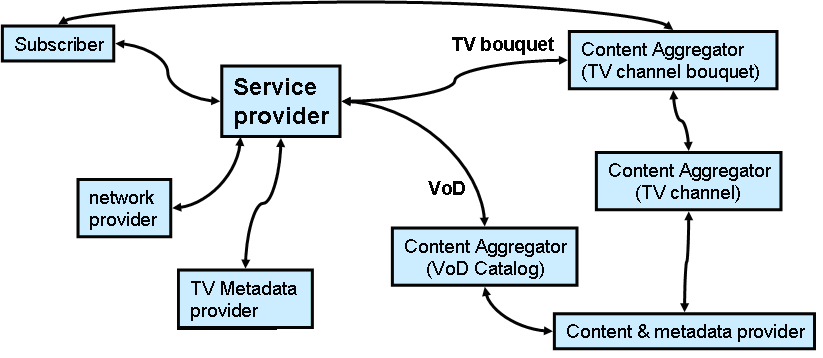 Subscriber
TV bouquet
Content Aggregator
(TV channel bouquet)
Service
provider
Content Aggregator
(TV channel)
network
provider
VoD
Content Aggregator
(VoD Catalog)
TV Metadata
provider
Content & metadata provider